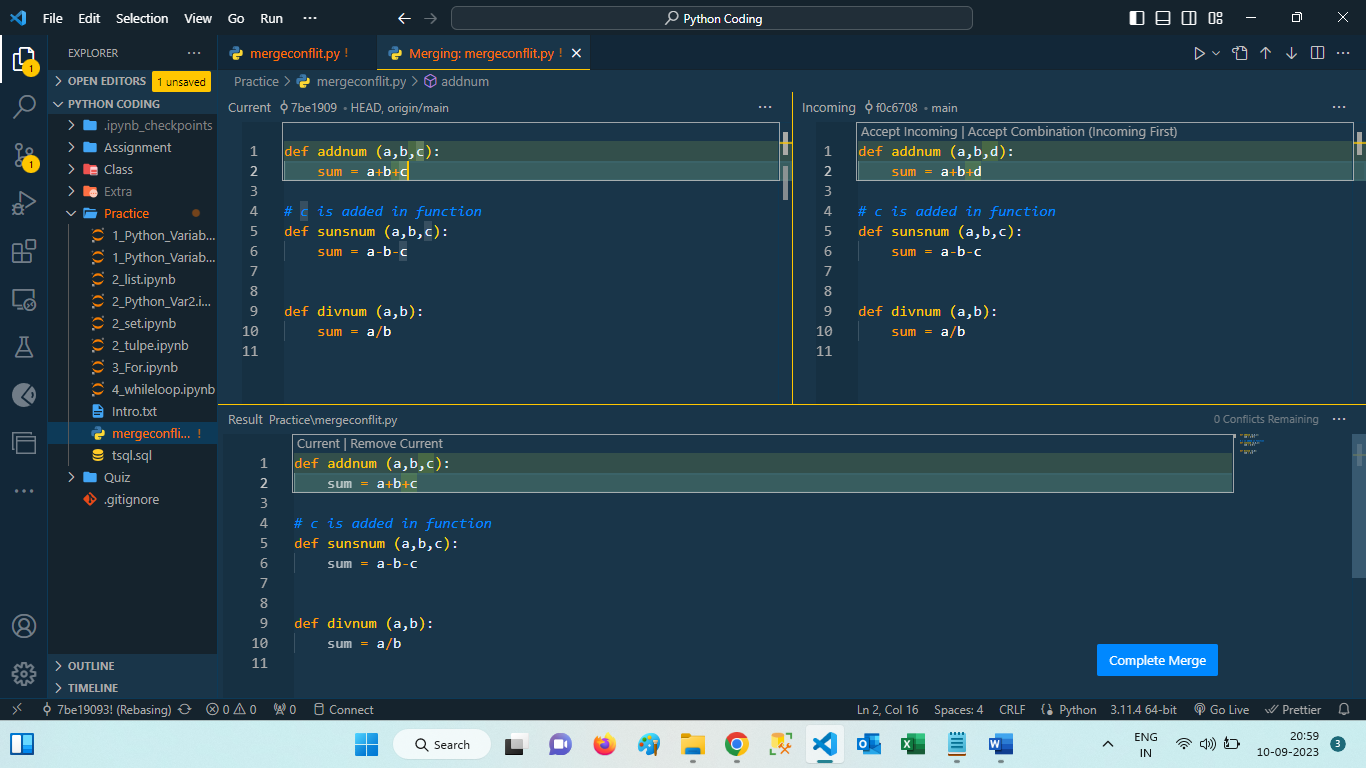 File Edit Selection View Go Run ··· Python Coding
EXPLORER ···
OPEN EDITORS 1 unsaved
PYTHON CODING
.ipynb_checkpoints
Assignment
Class
Extra
Practice
1_Python_Variab...
1_Python_Variab...
2_list.ipynb
2_Python_Var2.i...
2_set.ipynb
2_tulpe.ipynb
3_For.ipynb
4_whileloop.ipynb
Intro.txt
mergeconfli... !
tsql.sql
Quiz
.gitignore
OUTLINE
TIMELINE
1
1
mergeconflit.py !
Merging: mergeconflit.py !
Practice > mergeconflit.py > addnum
Current 7be1909 • HEAD, origin/main ···
1 def addnum (a,b,c):
2 sum = a+b+c
3
4 # c is added in function
5 def sunsnum (a,b,c):
6 sum = a-b-c
7
8
9 def divnum (a,b):
10 sum = a/b
11
Incoming f0c6708 • main ···
Accept Incoming | Accept Combination (Incoming First)
1 def addnum (a,b,d):
2 sum = a+b+d
3
4 # c is added in function
5 def sunsnum (a,b,c):
6 sum = a-b-c
7
8
9 def divnum (a,b):
10 sum = a/b
11
Result Practice\mergeconflit.py 0 Conflicts Remaining ···
Current | Remove Current
1 def addnum (a,b,c):
2 sum = a+b+c
3
4 # c is added in function
5 def sunsnum (a,b,c):
6 sum = a-b-c
7
8
9 def divnum (a,b):
10 sum = a/b
11
Complete Merge
7be19093! (Rebasing) 0 0 0 Connect Ln 2, Col 16 Spaces: 4 CRLF Python 3.11.4 64-bit Go Live Prettier
Search
ENG
IN
20:59
10-09-2023
3